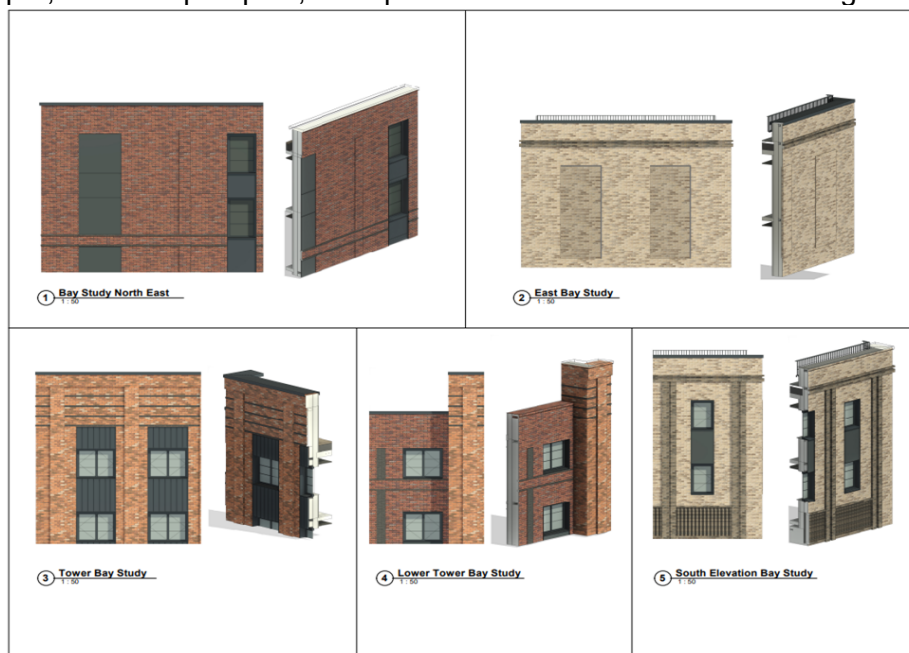 1 Bay Study North East
1 : 50
2 East Bay Study
1 : 50
3 Tower Bay Study
1 : 50
4 Lower Tower Bay Study
1 : 50
5 South Elevation Bay Study
1 : 50